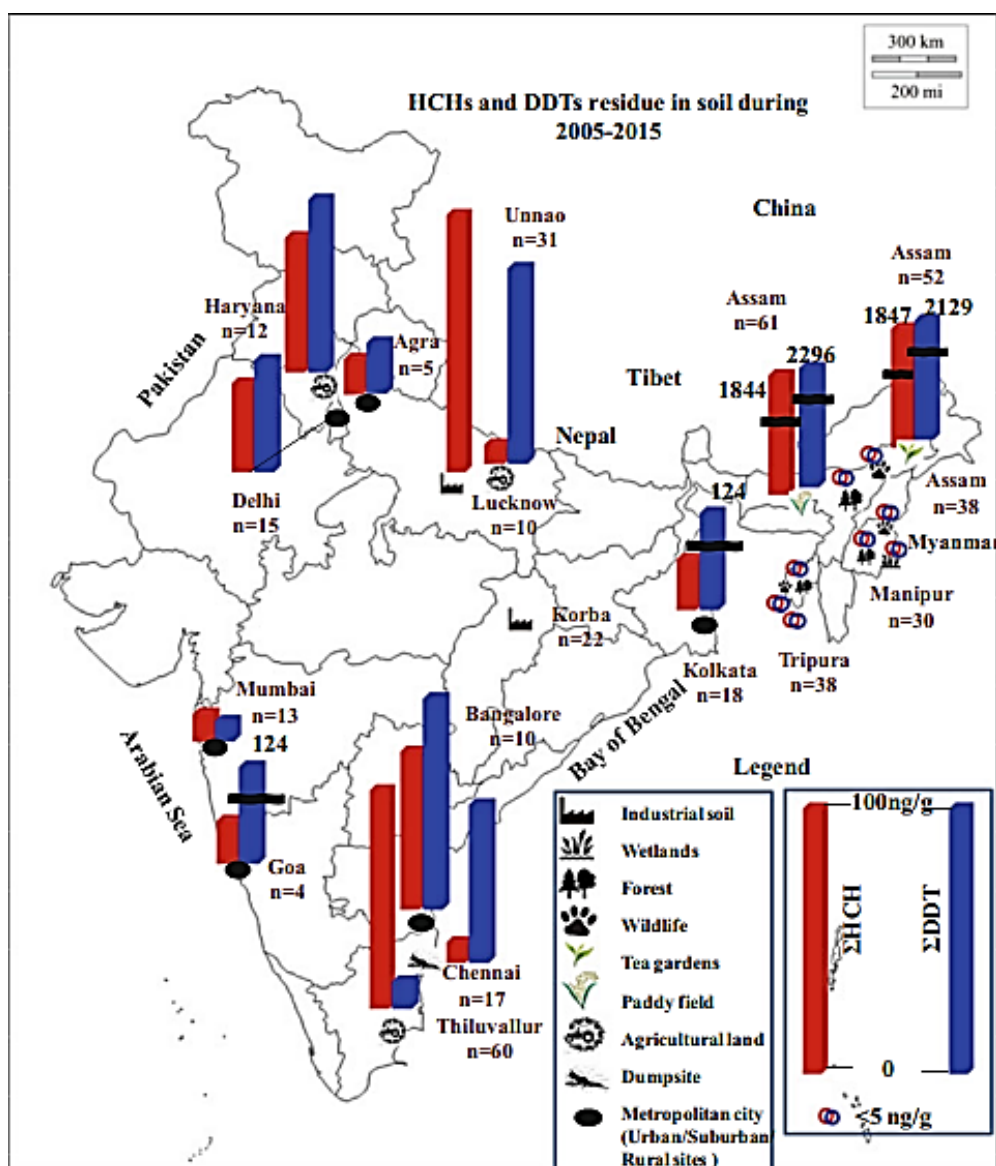 300 km
200 mi
HCHs and DDTs residue in soil during
2005-2015
China
Unnao
n=31
Assam
n=52
Assam
n=61
1847
2129
Haryana
n=12
Agra
n=5
Pakistan
2296
Tibet
1844
Nepal
124
Delhi
n=15
Lucknow
n=10
Assam
n=38
Myanmar
Manipur
n=30
Korba
n=22
Kolkata
n=18
Tripura
n=38
Mumbai
n=13
124
Bangalore
n=10
Bay of Bengal
Arabian Sea
Goa
n=4
Chennai
n=17
Thiluvallur
n=60
Legend
Industrial soil
Wetlands
Forest
Wildlife
Tea gardens
Paddy field
Agricultural land
Dumpsite
Metropolitan city
(Urban/Suburban/
Rural sites )
100ng/g
ΣHCH
ΣDDT
0
<5 ng/g